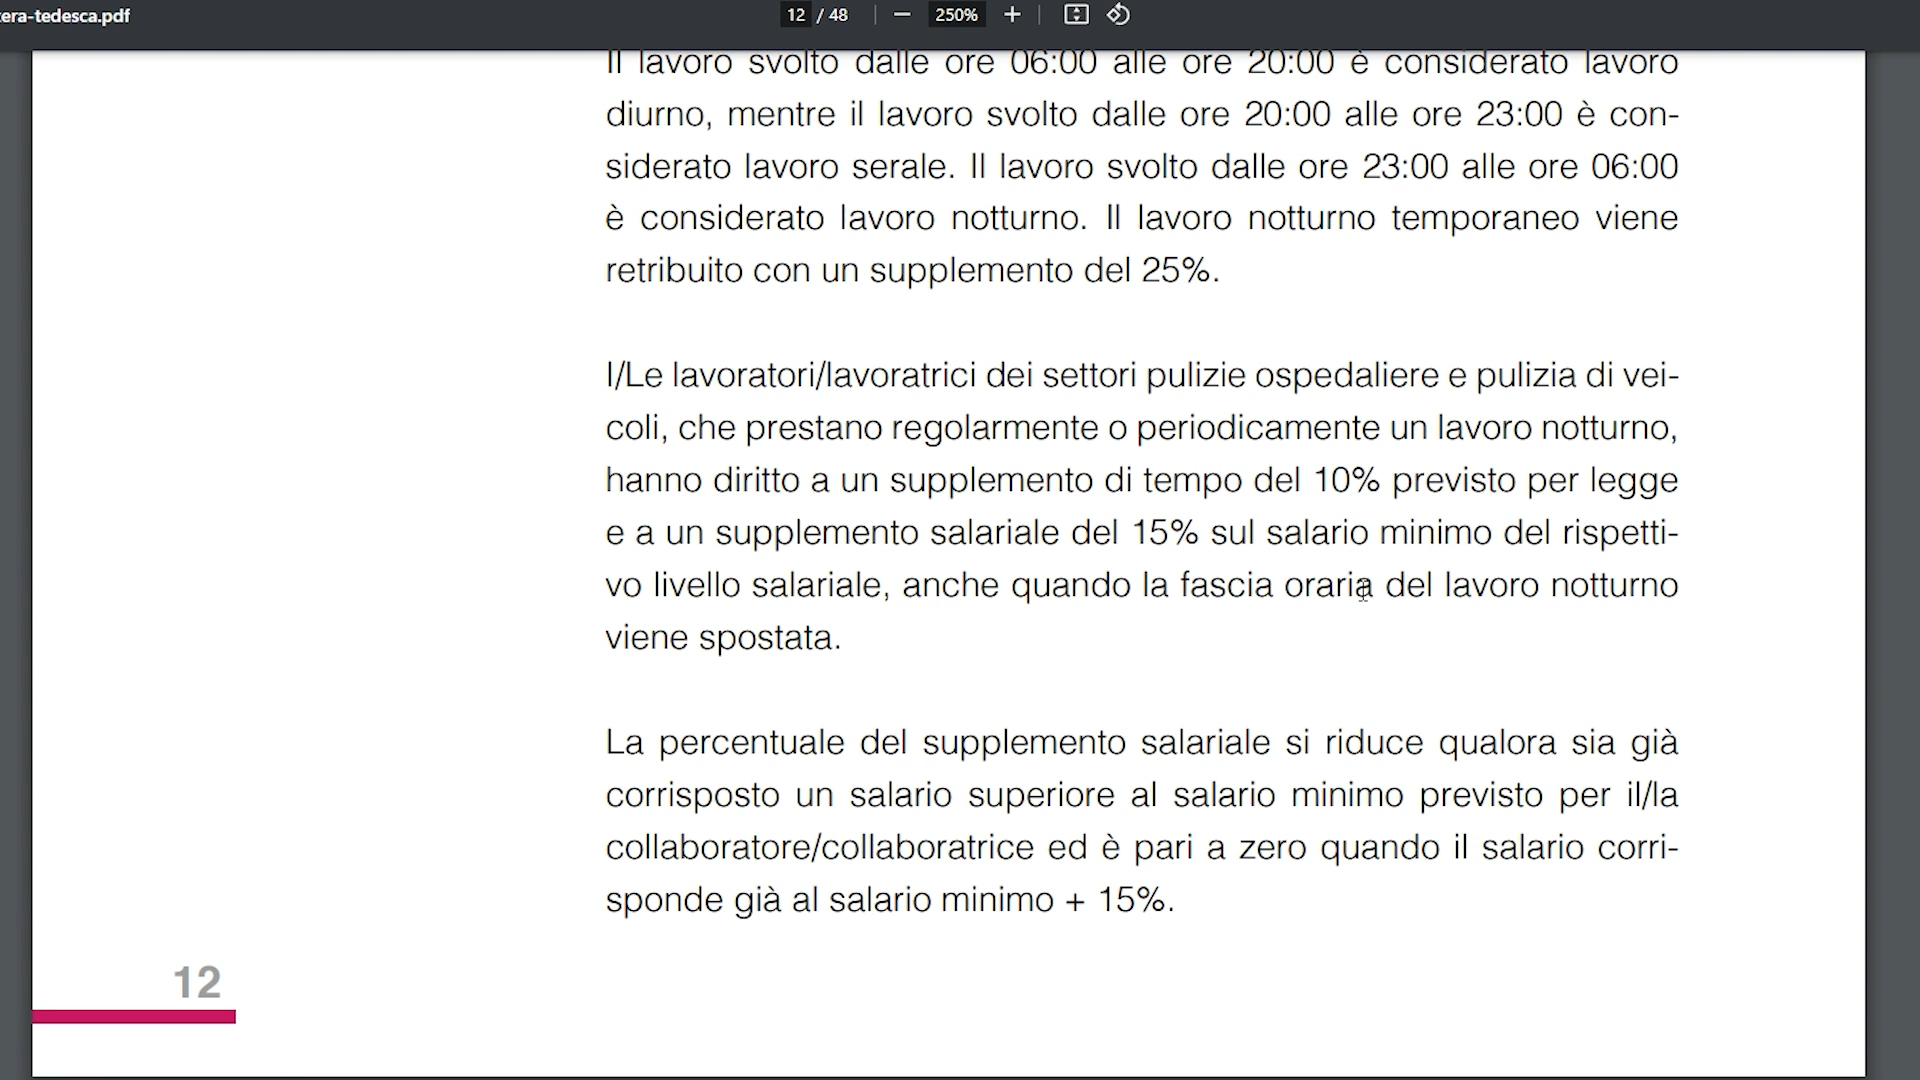 era-tedesca.pdf
12 / 48
250%
Il lavoro svolto dalle ore 06:00 alle ore 20:00 è considerato lavoro
diurno, mentre il lavoro svolto dalle ore 20:00 alle ore 23:00 è con-
siderato lavoro serale. Il lavoro svolto dalle ore 23:00 alle ore 06:00
è considerato lavoro notturno. Il lavoro notturno temporaneo viene
retribuito con un supplemento del 25%.
I/Le lavoratori/lavoratrici dei settori pulizie ospedaliere e pulizia di vei-
coli, che prestano regolarmente o periodicamente un lavoro notturno,
hanno diritto a un supplemento di tempo del 10% previsto per legge
e a un supplemento salariale del 15% sul salario minimo del rispetti-
vo livello salariale, anche quando la fascia oraria del lavoro notturno
viene spostata.
La percentuale del supplemento salariale si riduce qualora sia già
corrisposto un salario superiore al salario minimo previsto per il/la
collaboratore/collaboratrice ed è pari a zero quando il salario corri-
sponde già al salario minimo + 15%.
12